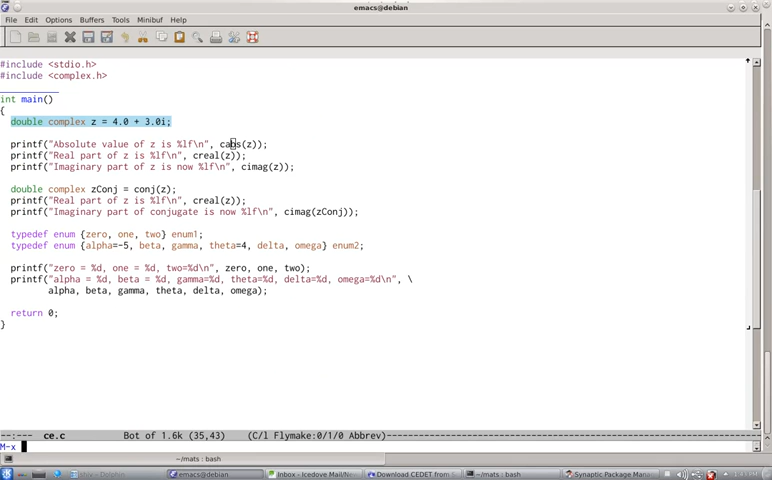 emacs@debian
File Edit Options Buffers Tools Minibuf Help
#include <stdio.h>
#include <complex.h>
int main()
{
double complex z = 4.0 + 3.0i;
printf("Absolute value of z is %lf\n", cabs(z));
printf("Real part of z is %lf\n", creal(z));
printf("Imaginary part of z is now %lf\n", cimag(z));
double complex zConj = conj(z);
printf("Real part of z is %lf\n", creal(z));
printf("Imaginary part of conjugate is now %lf\n", cimag(zConj));
typedef enum {zero, one, two} enum1;
typedef enum {alpha=-5, beta, gamma, theta=4, delta, omega} enum2;
printf("zero = %d, one = %d, two=%d\n", zero, one, two);
printf("alpha = %d, beta = %d, gamma=%d, theta=%d, delta=%d, omega=%d\n", \
alpha, beta, gamma, theta, delta, omega);
return 0;
}
--:--- ce.c Bot of 1.6k (35,43) (C/l Flymake:0/1/0 Abbrev)
M-x
~/mats : bash
emacs@debian Inbox - Icedove Mail/Ne Download CEDET from S ~/mats : bash Synaptic Package Man